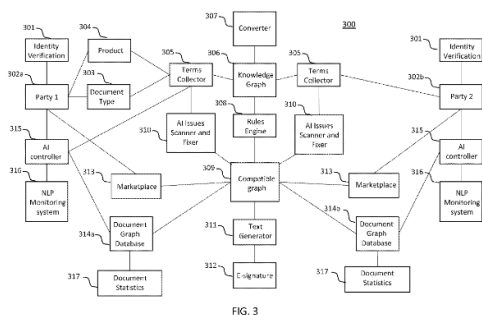 307
Converter
300
301
Identity Verification
304
Product
305
Terms Collector
306
Knowledge Graph
305
Terms Collector
301
Identity Verification
302a
Party 1
303
Document Type
302b
Party 2
308
Rules Engine
310
AI Issues Scanner and Fixer
310
AI Issues Scanner and Fixer
315
AI controller
315
AI controller
309
Compatible graph
313
Marketplace
313
Marketplace
316
NLP Monitoring system
316
NLP Monitoring system
314a
Document Graph Database
314b
Document Graph Database
311
Text Generator
317
Document Statistics
312
E-signature
317
Document Statistics
FIG. 3